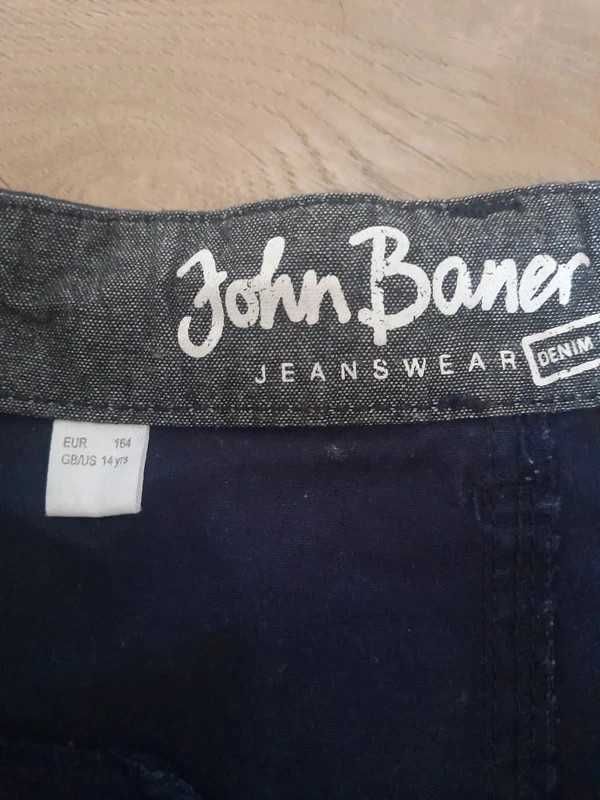 John Baner
JEANSWEAR DENIM
EUR 164
GB/US 14 yrs